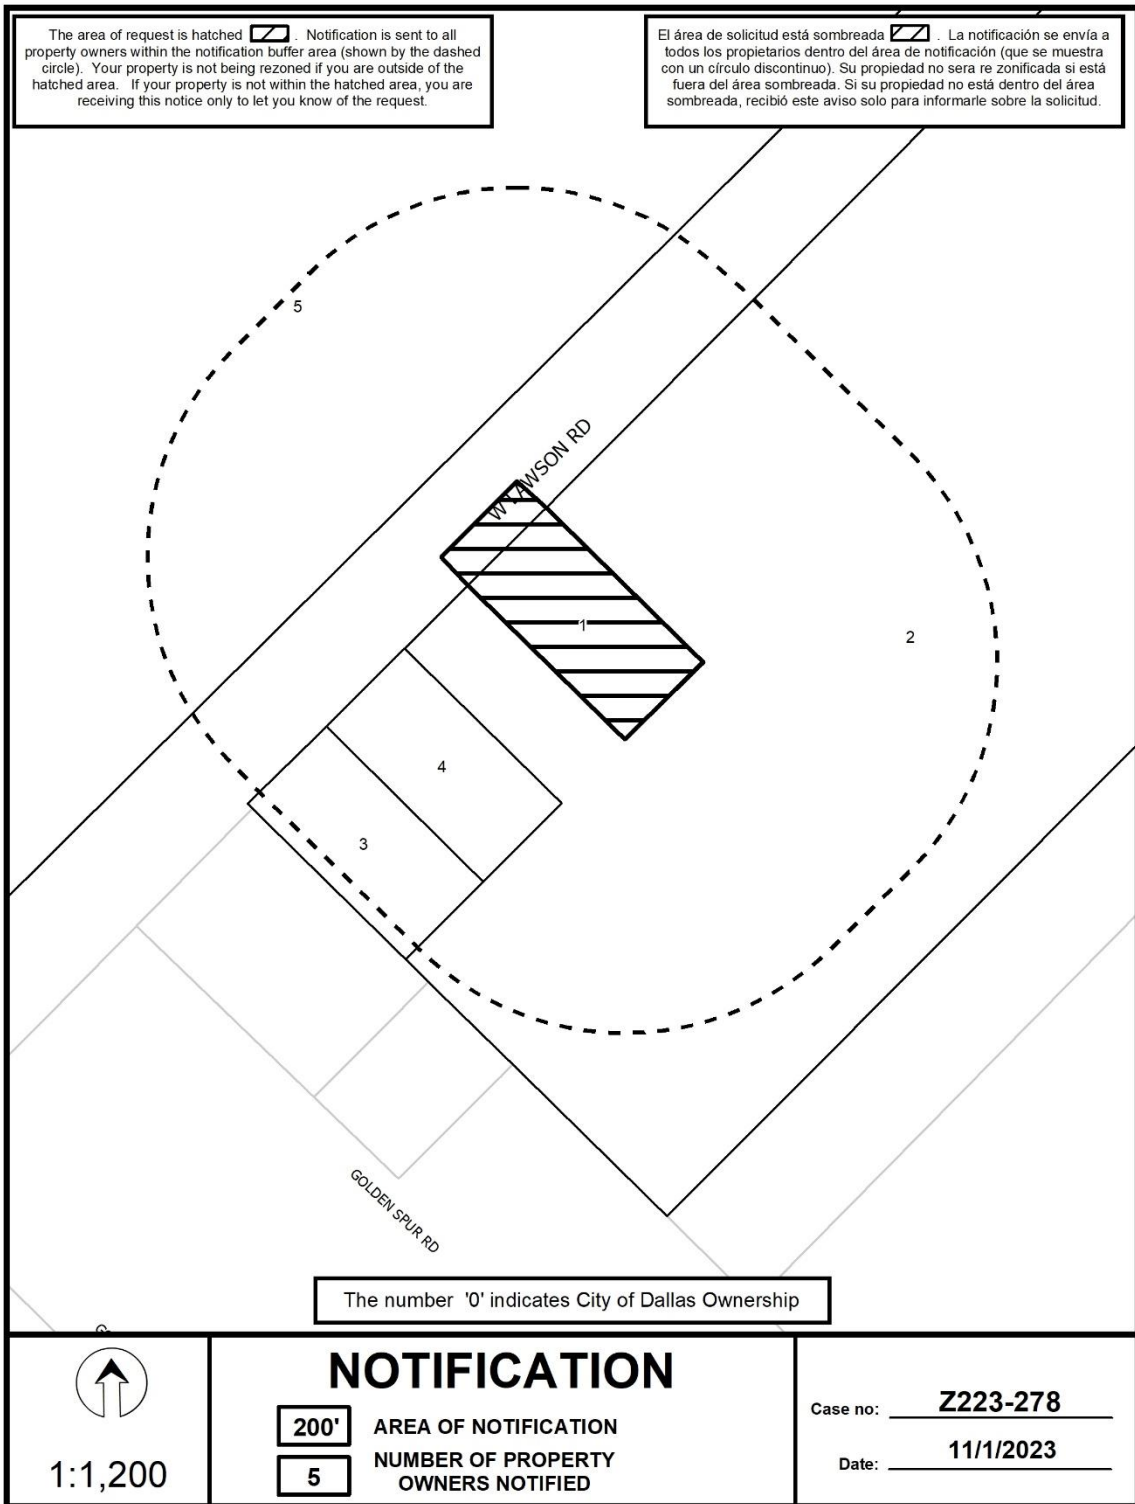 The area of request is hatched . Notification is sent to all
property owners within the notification buffer area (shown by the dashed
circle). Your property is not being rezoned if you are outside of the
hatched area. If your property is not within the hatched area, you are
receiving this notice only to let you know of the request.
El área de solicitud está sombreada . La notificación se envía a
todos los propietarios dentro del área de notificación (que se muestra
con un círculo discontinuo). Su propiedad no sera re zonificada si está
fuera del área sombreada. Si su propiedad no está dentro del área
sombreada, recibió este aviso solo para informarle sobre la solicitud.
5
W LAWSON RD
1
2
4
3
GOLDEN SPUR RD
The number '0' indicates City of Dallas Ownership
1:1,200
NOTIFICATION
200' AREA OF NOTIFICATION
5 NUMBER OF PROPERTY
OWNERS NOTIFIED
Case no: Z223-278
Date: 11/1/2023